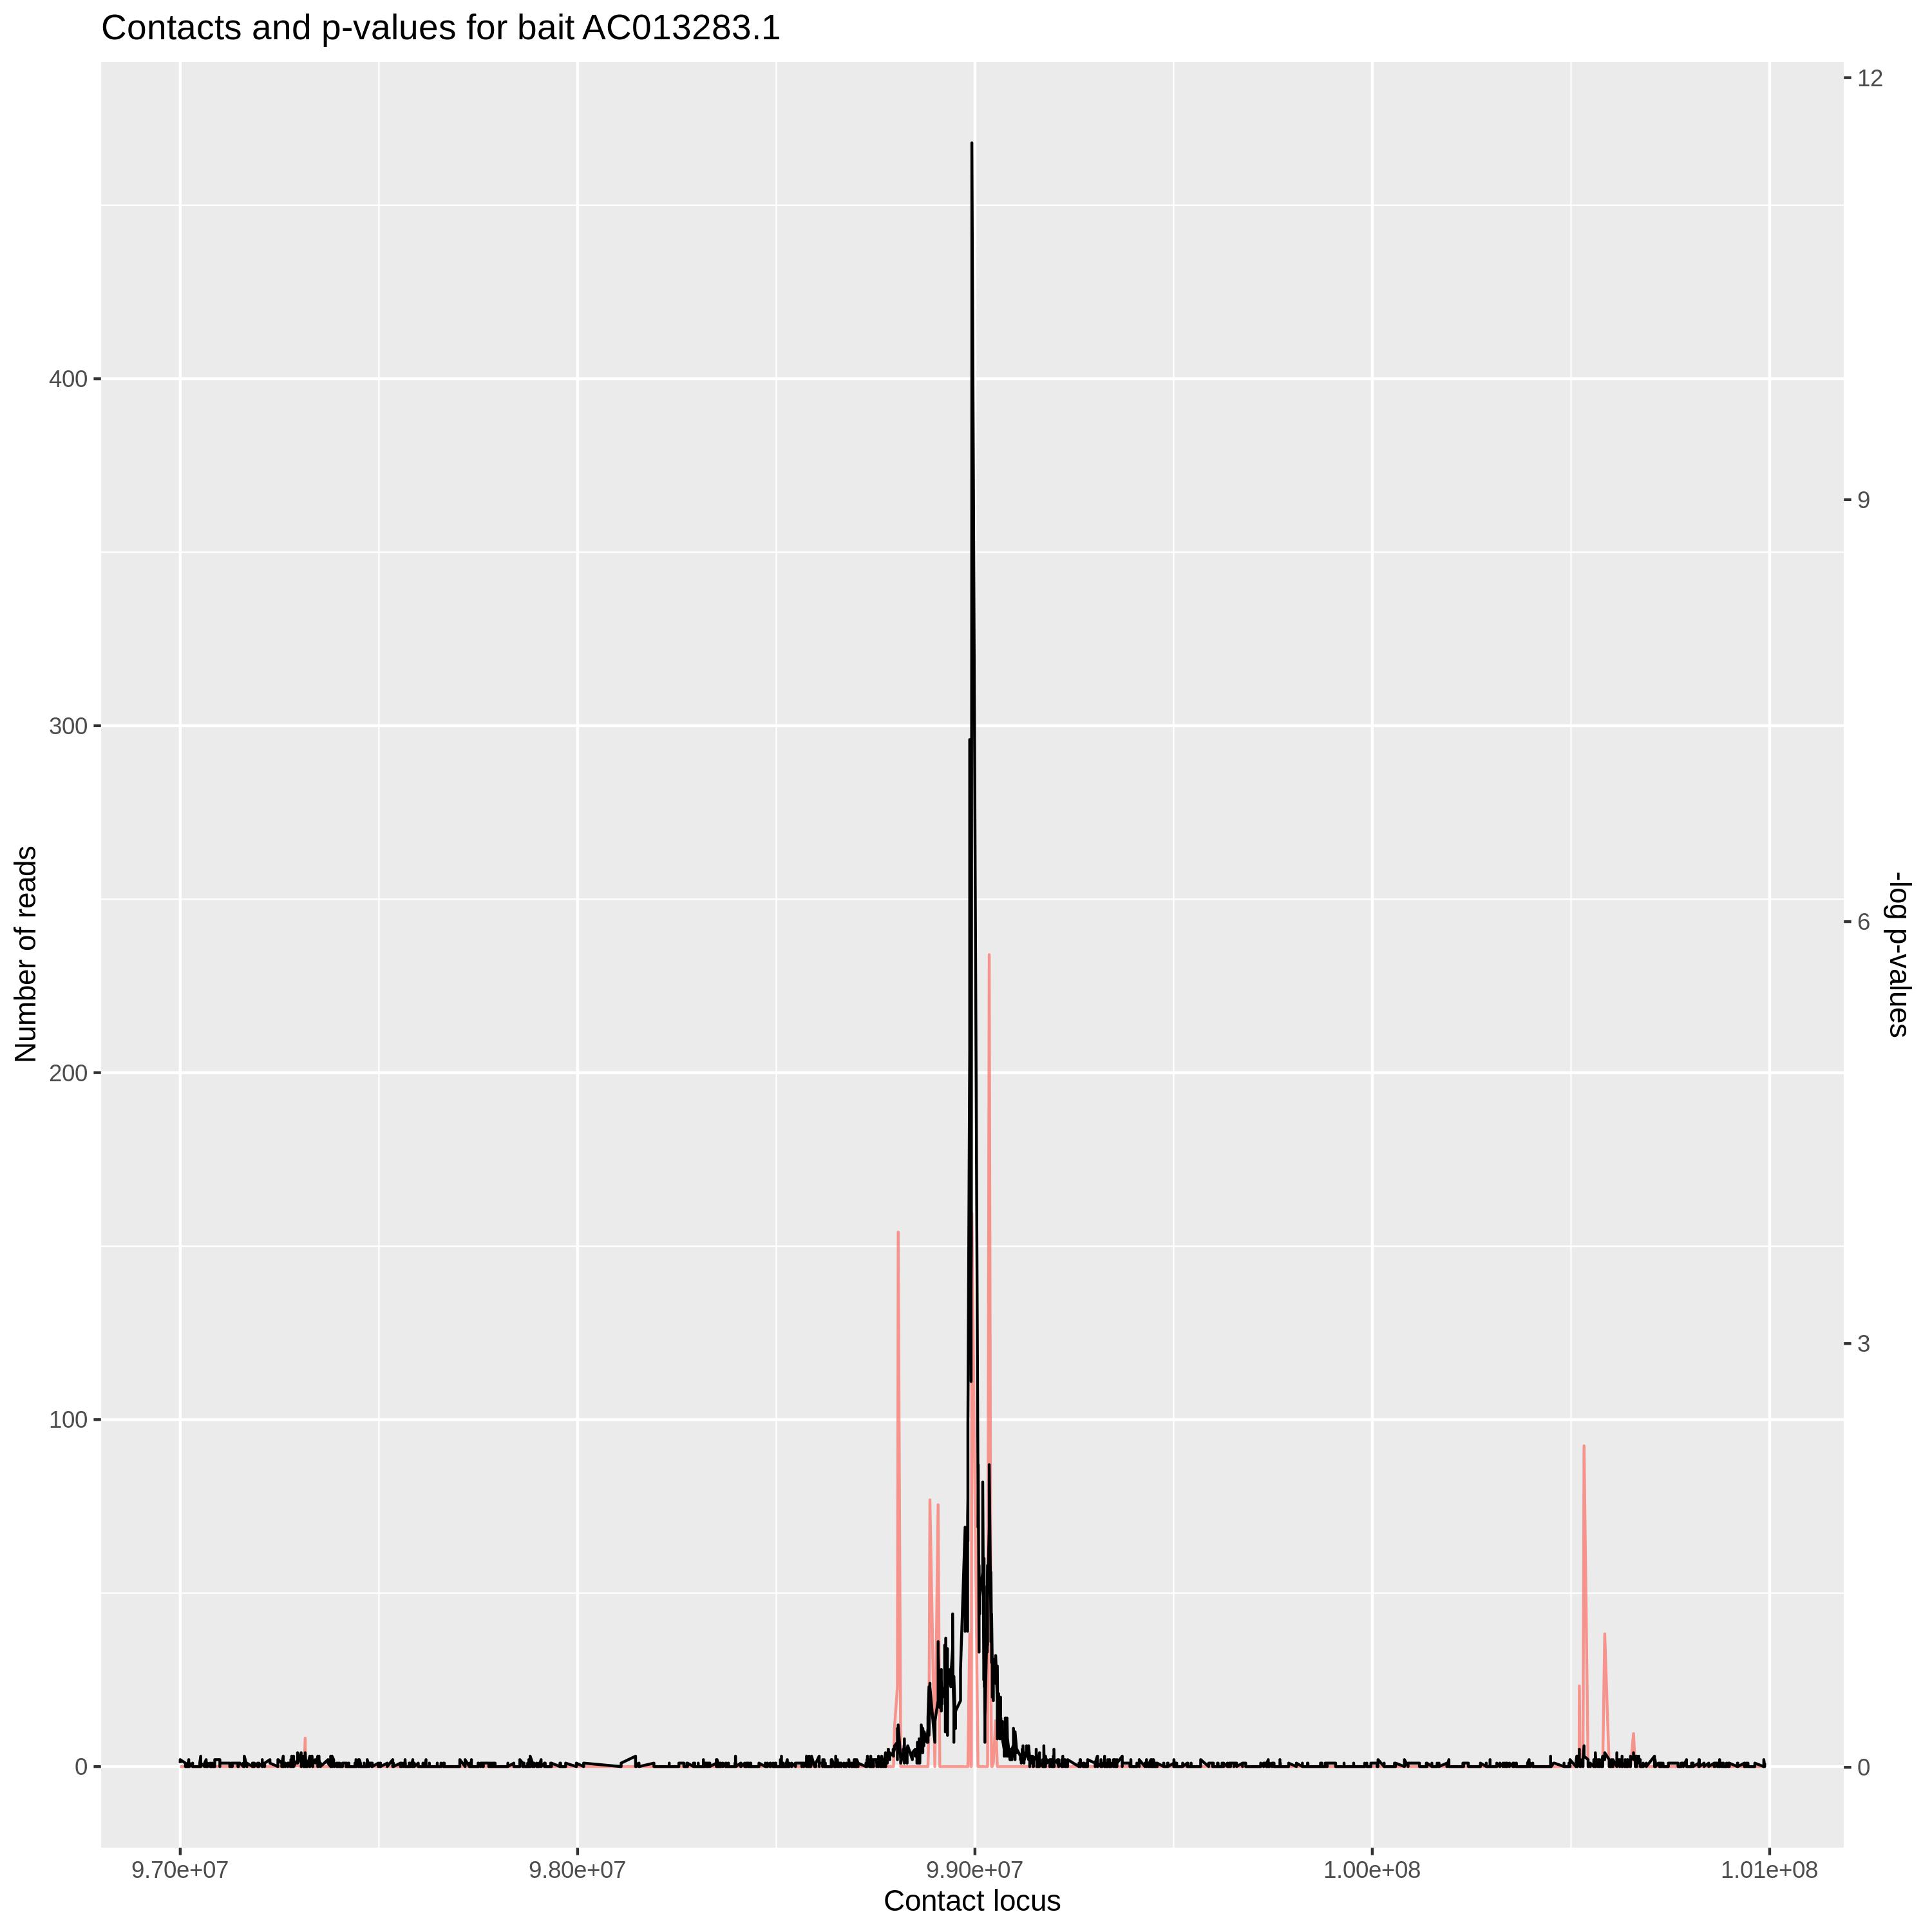 Contacts and p-values for bait AC013283.1
12
9
6
3
0
400
300
200
100
0
Number of reads
-log p-values
9.70e+07 9.80e+07 9.90e+07 1.00e+08 1.01e+08
Contact locus